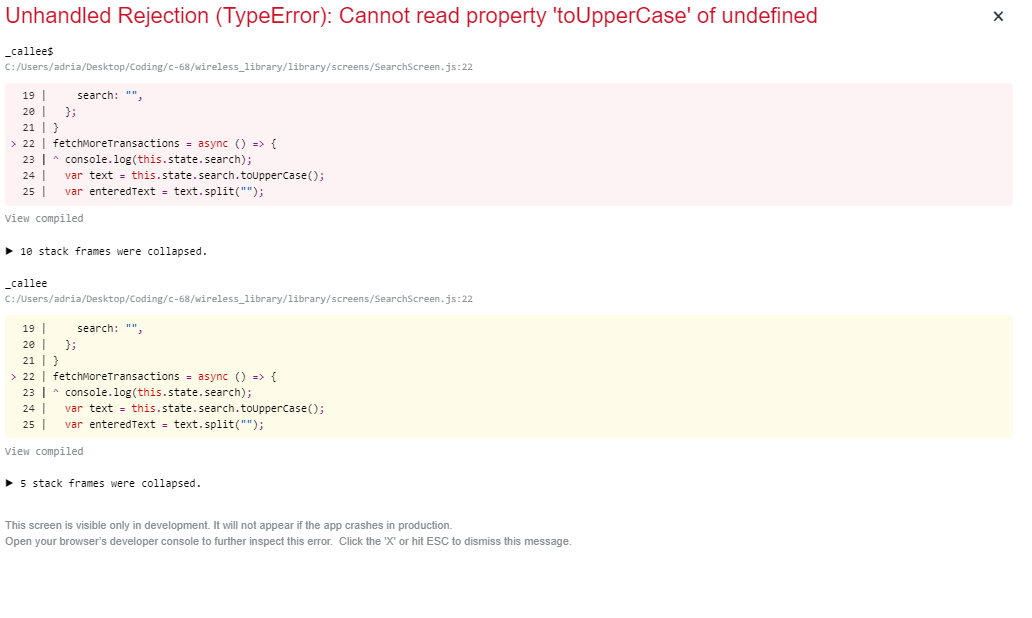 Unhandled Rejection (TypeError): Cannot read property 'toUpperCase' of undefined
×
_callee$
C:/Users/adria/Desktop/Coding/c-68/wireless_library/library/screens/SearchScreen.js:22
19 |     search: "",
20 |   };
21 | }
> 22 | fetchMoreTransactions = async () => {
23 | ^ console.log(this.state.search);
24 |   var text = this.state.search.toUpperCase();
25 |   var enteredText = text.split("");
View compiled
▶ 10 stack frames were collapsed.
_callee
C:/Users/adria/Desktop/Coding/c-68/wireless_library/library/screens/SearchScreen.js:22
19 |     search: "",
20 |   };
21 | }
> 22 | fetchMoreTransactions = async () => {
23 | ^ console.log(this.state.search);
24 |   var text = this.state.search.toUpperCase();
25 |   var enteredText = text.split("");
View compiled
▶ 5 stack frames were collapsed.
This screen is visible only in development. It will not appear if the app crashes in production.
Open your browser's developer console to further inspect this error.  Click the 'X' or hit ESC to dismiss this message.